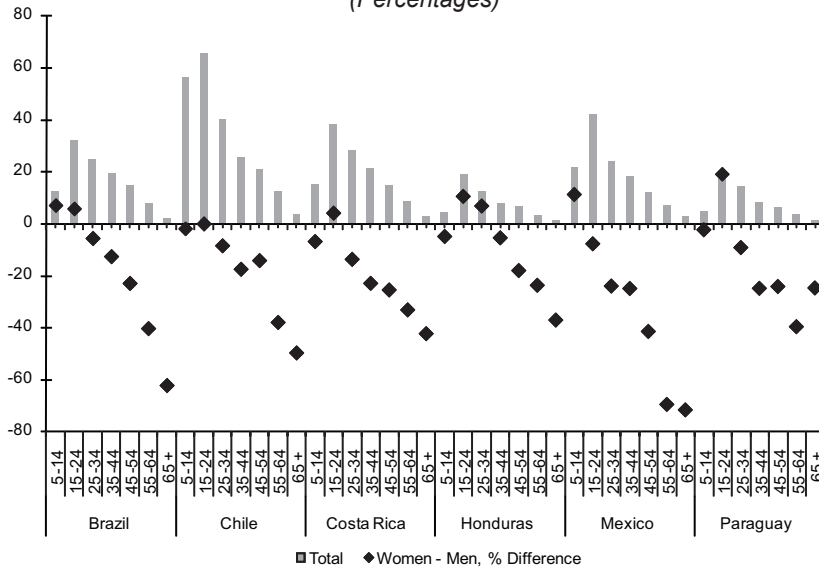 (Percentages)
80
60
40
20
0
-20
-40
-60
-80
5-14 15-24 25-34 35-44 45-54 55-64 65 + 5-14 15-24 25-34 35-44 45-54 55-64 65 + 5-14 15-24 25-34 35-44 45-54 55-64 65 + 5-14 15-24 25-34 35-44 45-54 55-64 65 + 5-14 15-24 25-34 35-44 45-54 55-64 65 + 5-14 15-24 25-34 35-44 45-54 55-64 65 +
Brazil Chile Costa Rica Honduras Mexico Paraguay
Total Women - Men, % Difference